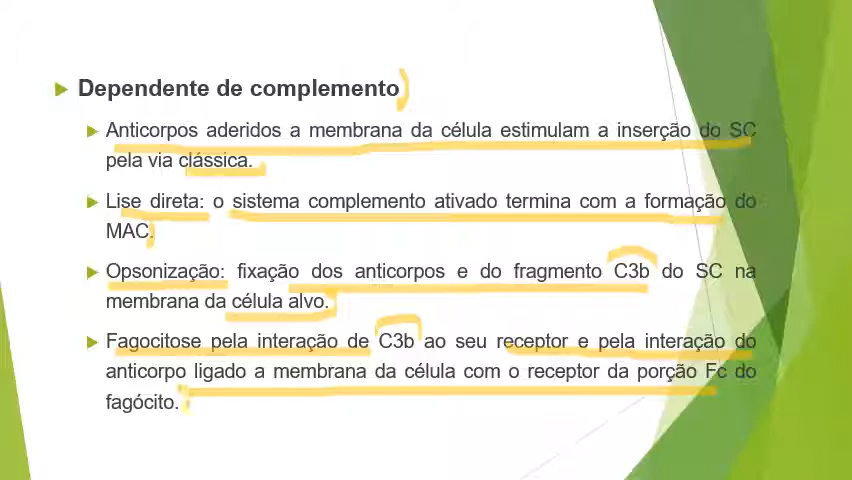 Dependente de complemento
Anticorpos aderidos a membrana da célula estimulam a inserção do SC
pela via clássica.
Lise direta: o sistema complemento ativado termina com a formação do
MAC.
Opsonização: fixação dos anticorpos e do fragmento C3b do SC na
membrana da célula alvo.
Fagocitose pela interação de C3b ao seu receptor e pela interação do
anticorpo ligado a membrana da célula com o receptor da porção Fc do
fagócito.